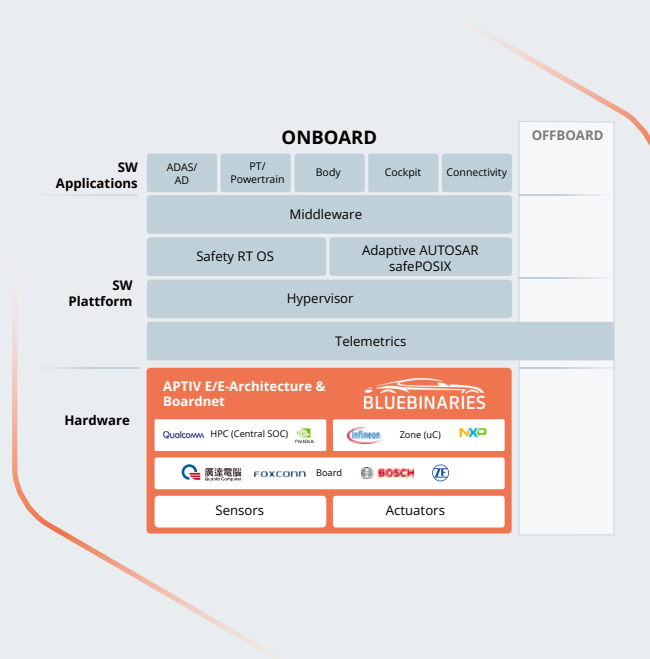 ONBOARD
OFFBOARD
SW
Applications
ADAS/
AD
PT/
Powertrain
Body
Cockpit
Connectivity
Middleware
Safety RT OS
Adaptive AUTOSAR
safePOSIX
SW
Plattform
Hypervisor
Telemetrics
APTIV E/E-Architecture &
Boardnet
BLUEBINARIES
Hardware
Qualcomm HPC (Central SOC) NVIDIA
infineon Zone (uC) NXP
廣達電腦
Quanta Computer
FOXCONN Board BOSCH ZF
Sensors
Actuators